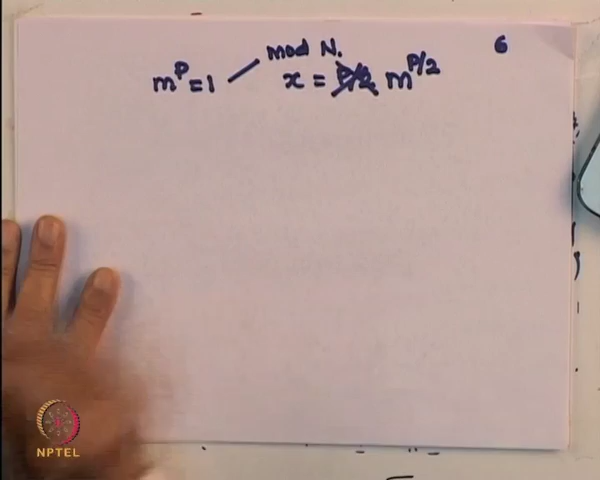 6
mod N.
m^P = 1 x = m^P/2
NPTEL